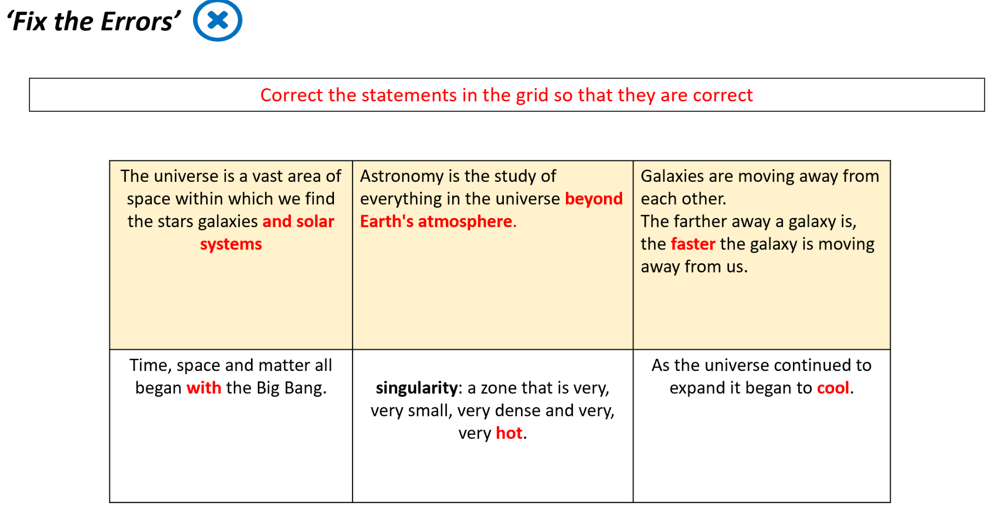 ‘Fix the Errors’
Correct the statements in the grid so that they are correct
The universe is a vast area of
space within which we find
the stars galaxies and solar
systems
Astronomy is the study of
everything in the universe beyond
Earth's atmosphere.
Galaxies are moving away from
each other.
The farther away a galaxy is,
the faster the galaxy is moving
away from us.
Time, space and matter all
began with the Big Bang.
singularity: a zone that is very,
very small, very dense and very,
very hot.
As the universe continued to
expand it began to cool.